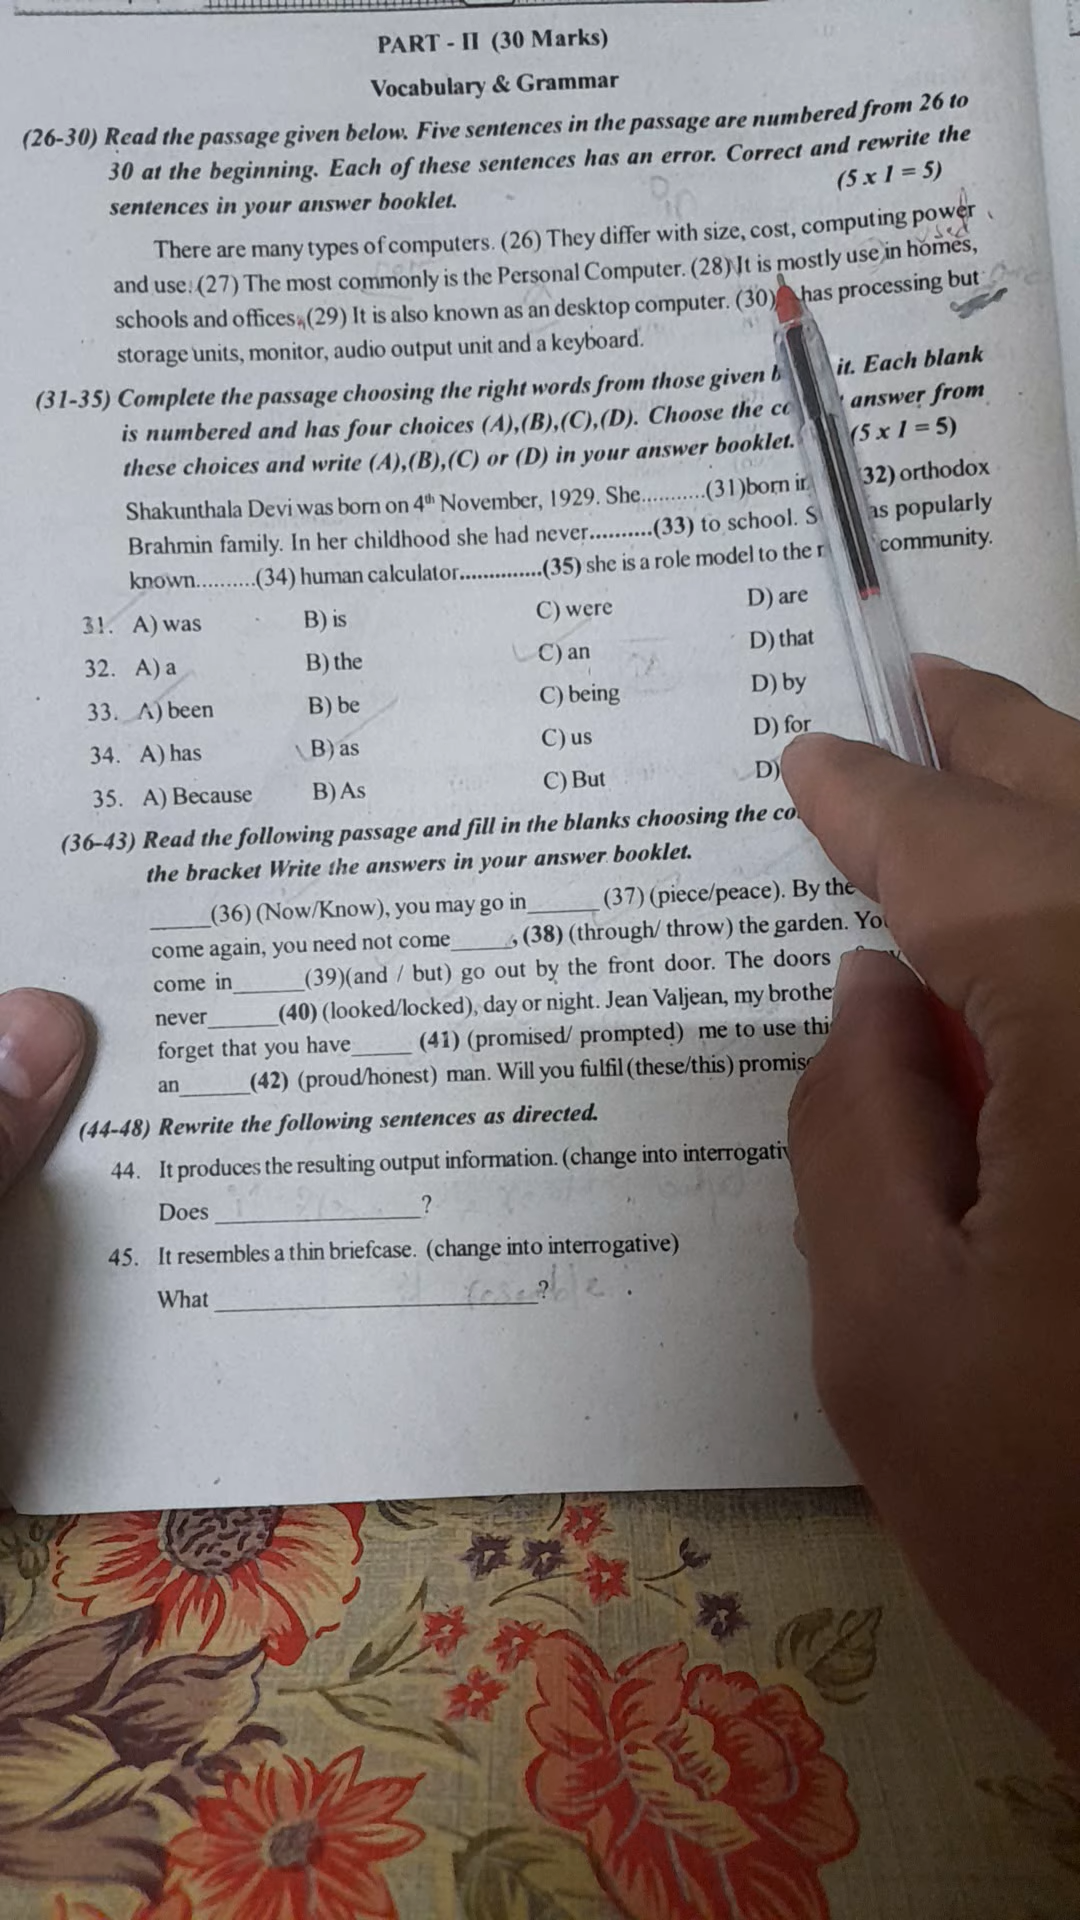 PART - II (30 Marks)
Vocabulary & Grammar
(26-30) Read the passage given below. Five sentences in the passage are numbered from 26 to
30 at the beginning. Each of these sentences has an error. Correct and rewrite the
sentences in your answer booklet. (5 x 1 = 5)
There are many types of computers. (26) They differ with size, cost, computing power
used
and use. (27) The most commonly is the Personal Computer. (28) It is mostly use in homes,
schools and offices. (29) It is also known as an desktop computer. (30) has processing but
storage units, monitor, audio output unit and a keyboard.
(31-35) Complete the passage choosing the right words from those given it. Each blank
is numbered and has four choices (A),(B),(C),(D). Choose the answer from
these choices and write (A),(B),(C) or (D) in your answer booklet. (5 x 1 = 5)
Shakunthala Devi was born on 4th November, 1929. She...........(31)born in 32) orthodox
Brahmin family. In her childhood she had never..........(33) to school. S as popularly
known..........(34) human calculator..............(35) she is a role model to the community.
31. A) was B) is C) were D) are
32. A) a B) the C) an D) that
33. A) been B) be C) being D) by
34. A) has B) as C) us D) for
35. A) Because B) As C) But D)
(36-43) Read the following passage and fill in the blanks choosing the
the bracket Write the answers in your answer booklet.
_____(36) (Now/Know), you may go in______ (37) (piece/peace). By the
come again, you need not come_____, (38) (through/ throw) the garden. You
come in______(39)(and / but) go out by the front door. The doors
never______(40) (looked/locked), day or night. Jean Valjean, my brother
forget that you have_____ (41) (promised/ prompted) me to use this
an______(42) (proud/honest) man. Will you fulfil (these/this) promise
(44-48) Rewrite the following sentences as directed.
44. It produces the resulting output information. (change into interrogative
Does __________________?
45. It resembles a thin briefcase. (change into interrogative)
What ____________________________?
resemble